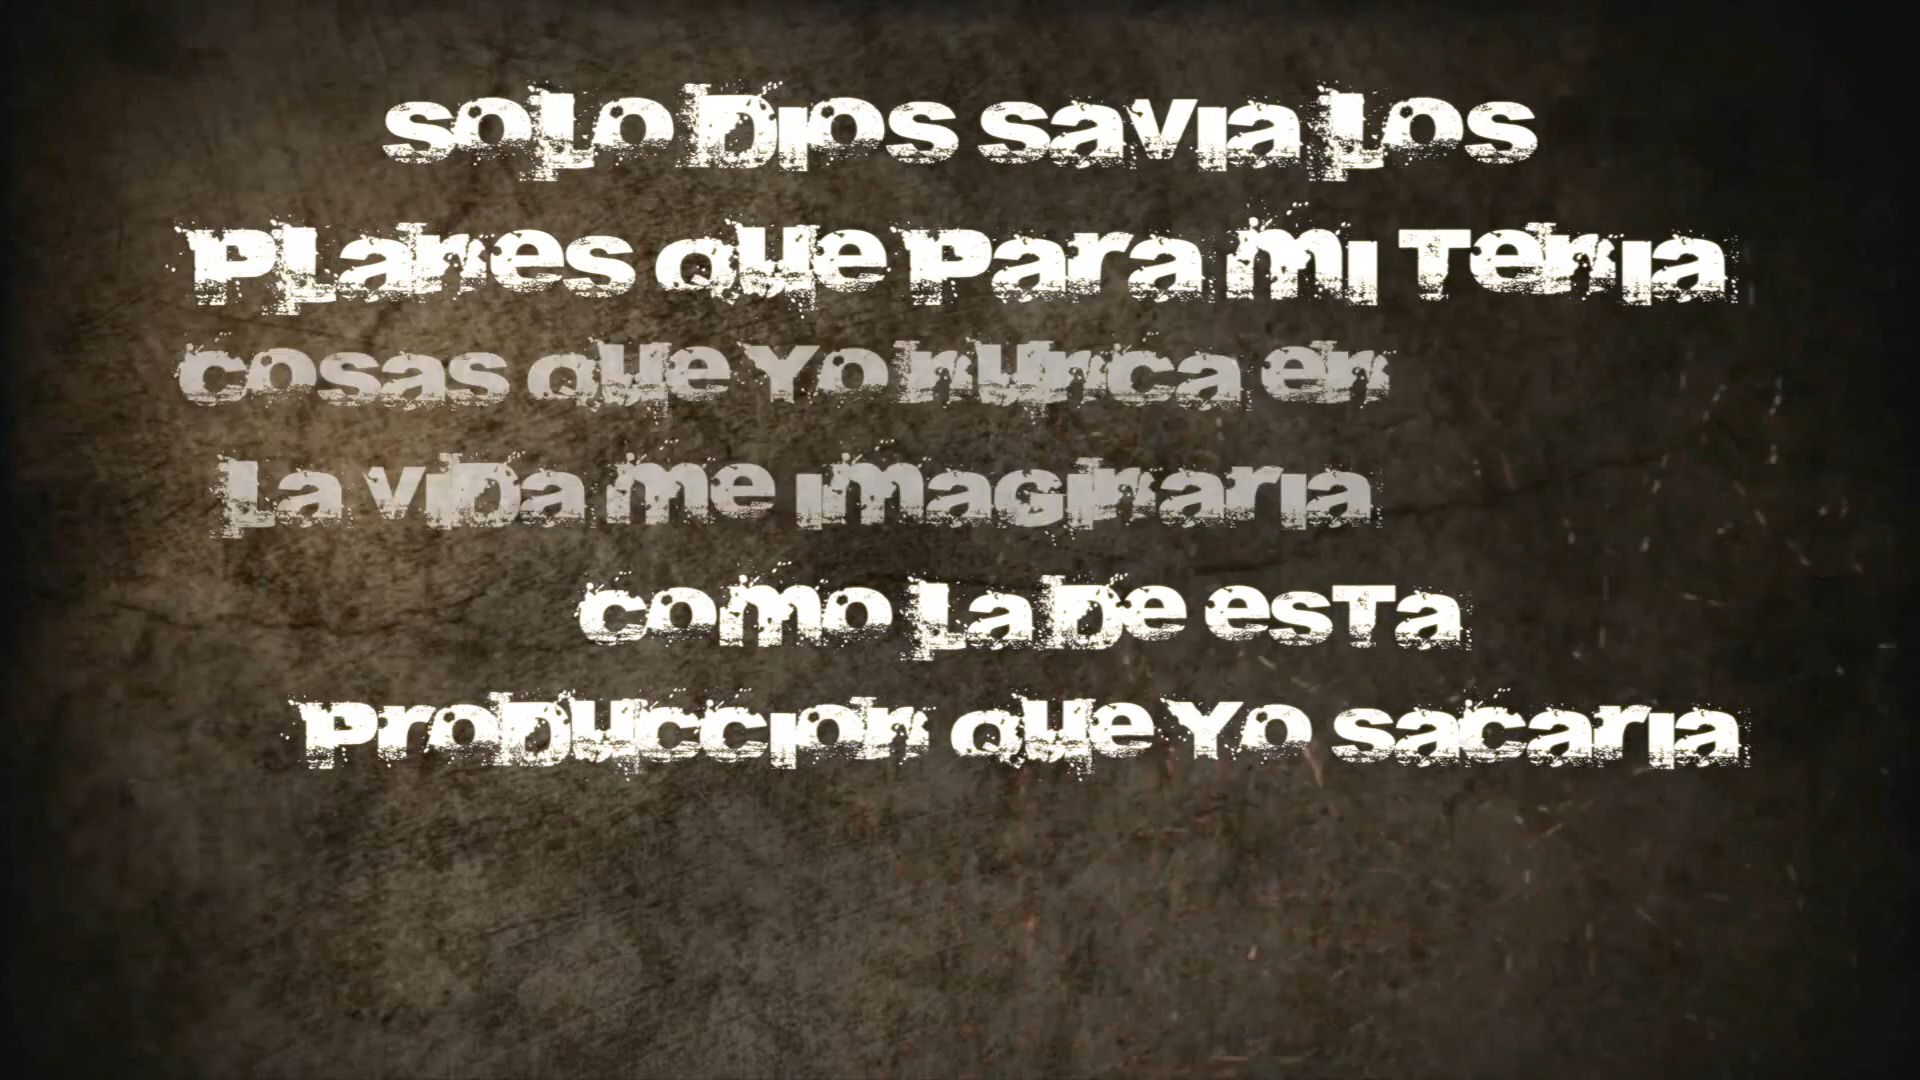 SOLO DIOS SAVIA LOS
PLANES QUE PARA MI TENIA
COSAS QUE YO NUNCA EN
LA VIDA ME IMAGINARIA
COMO LA DE ESTA
PRODUCCION QUE YO SACARIA